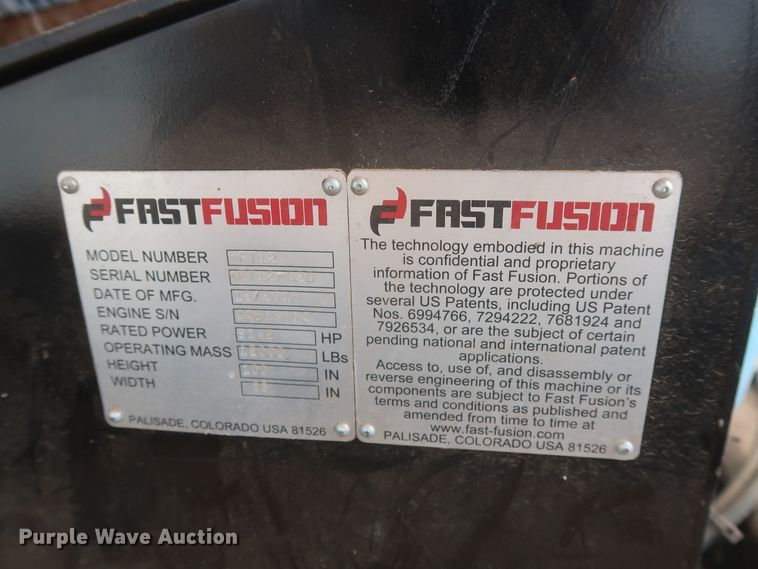 FASTFUSION
MODEL NUMBER
SERIAL NUMBER
DATE OF MFG.
ENGINE S/N
RATED POWER HP
OPERATING MASS LBs
HEIGHT IN
WIDTH IN
PALISADE, COLORADO USA 81526
FASTFUSION
The technology embodied in this machine
is confidential and proprietary
information of Fast Fusion. Portions of
the technology are protected under
several US Patents, including US Patent
Nos. 6994766, 7294222, 7681924 and
7926534, or are the subject of certain
pending national and international patent
applications.
Access to, use of, and disassembly or
reverse engineering of this machine or its
components are subject to Fast Fusion's
terms and conditions as published and
amended from time to time at
www.fast-fusion.com
PALISADE, COLORADO USA 81526
Purple Wave Auction